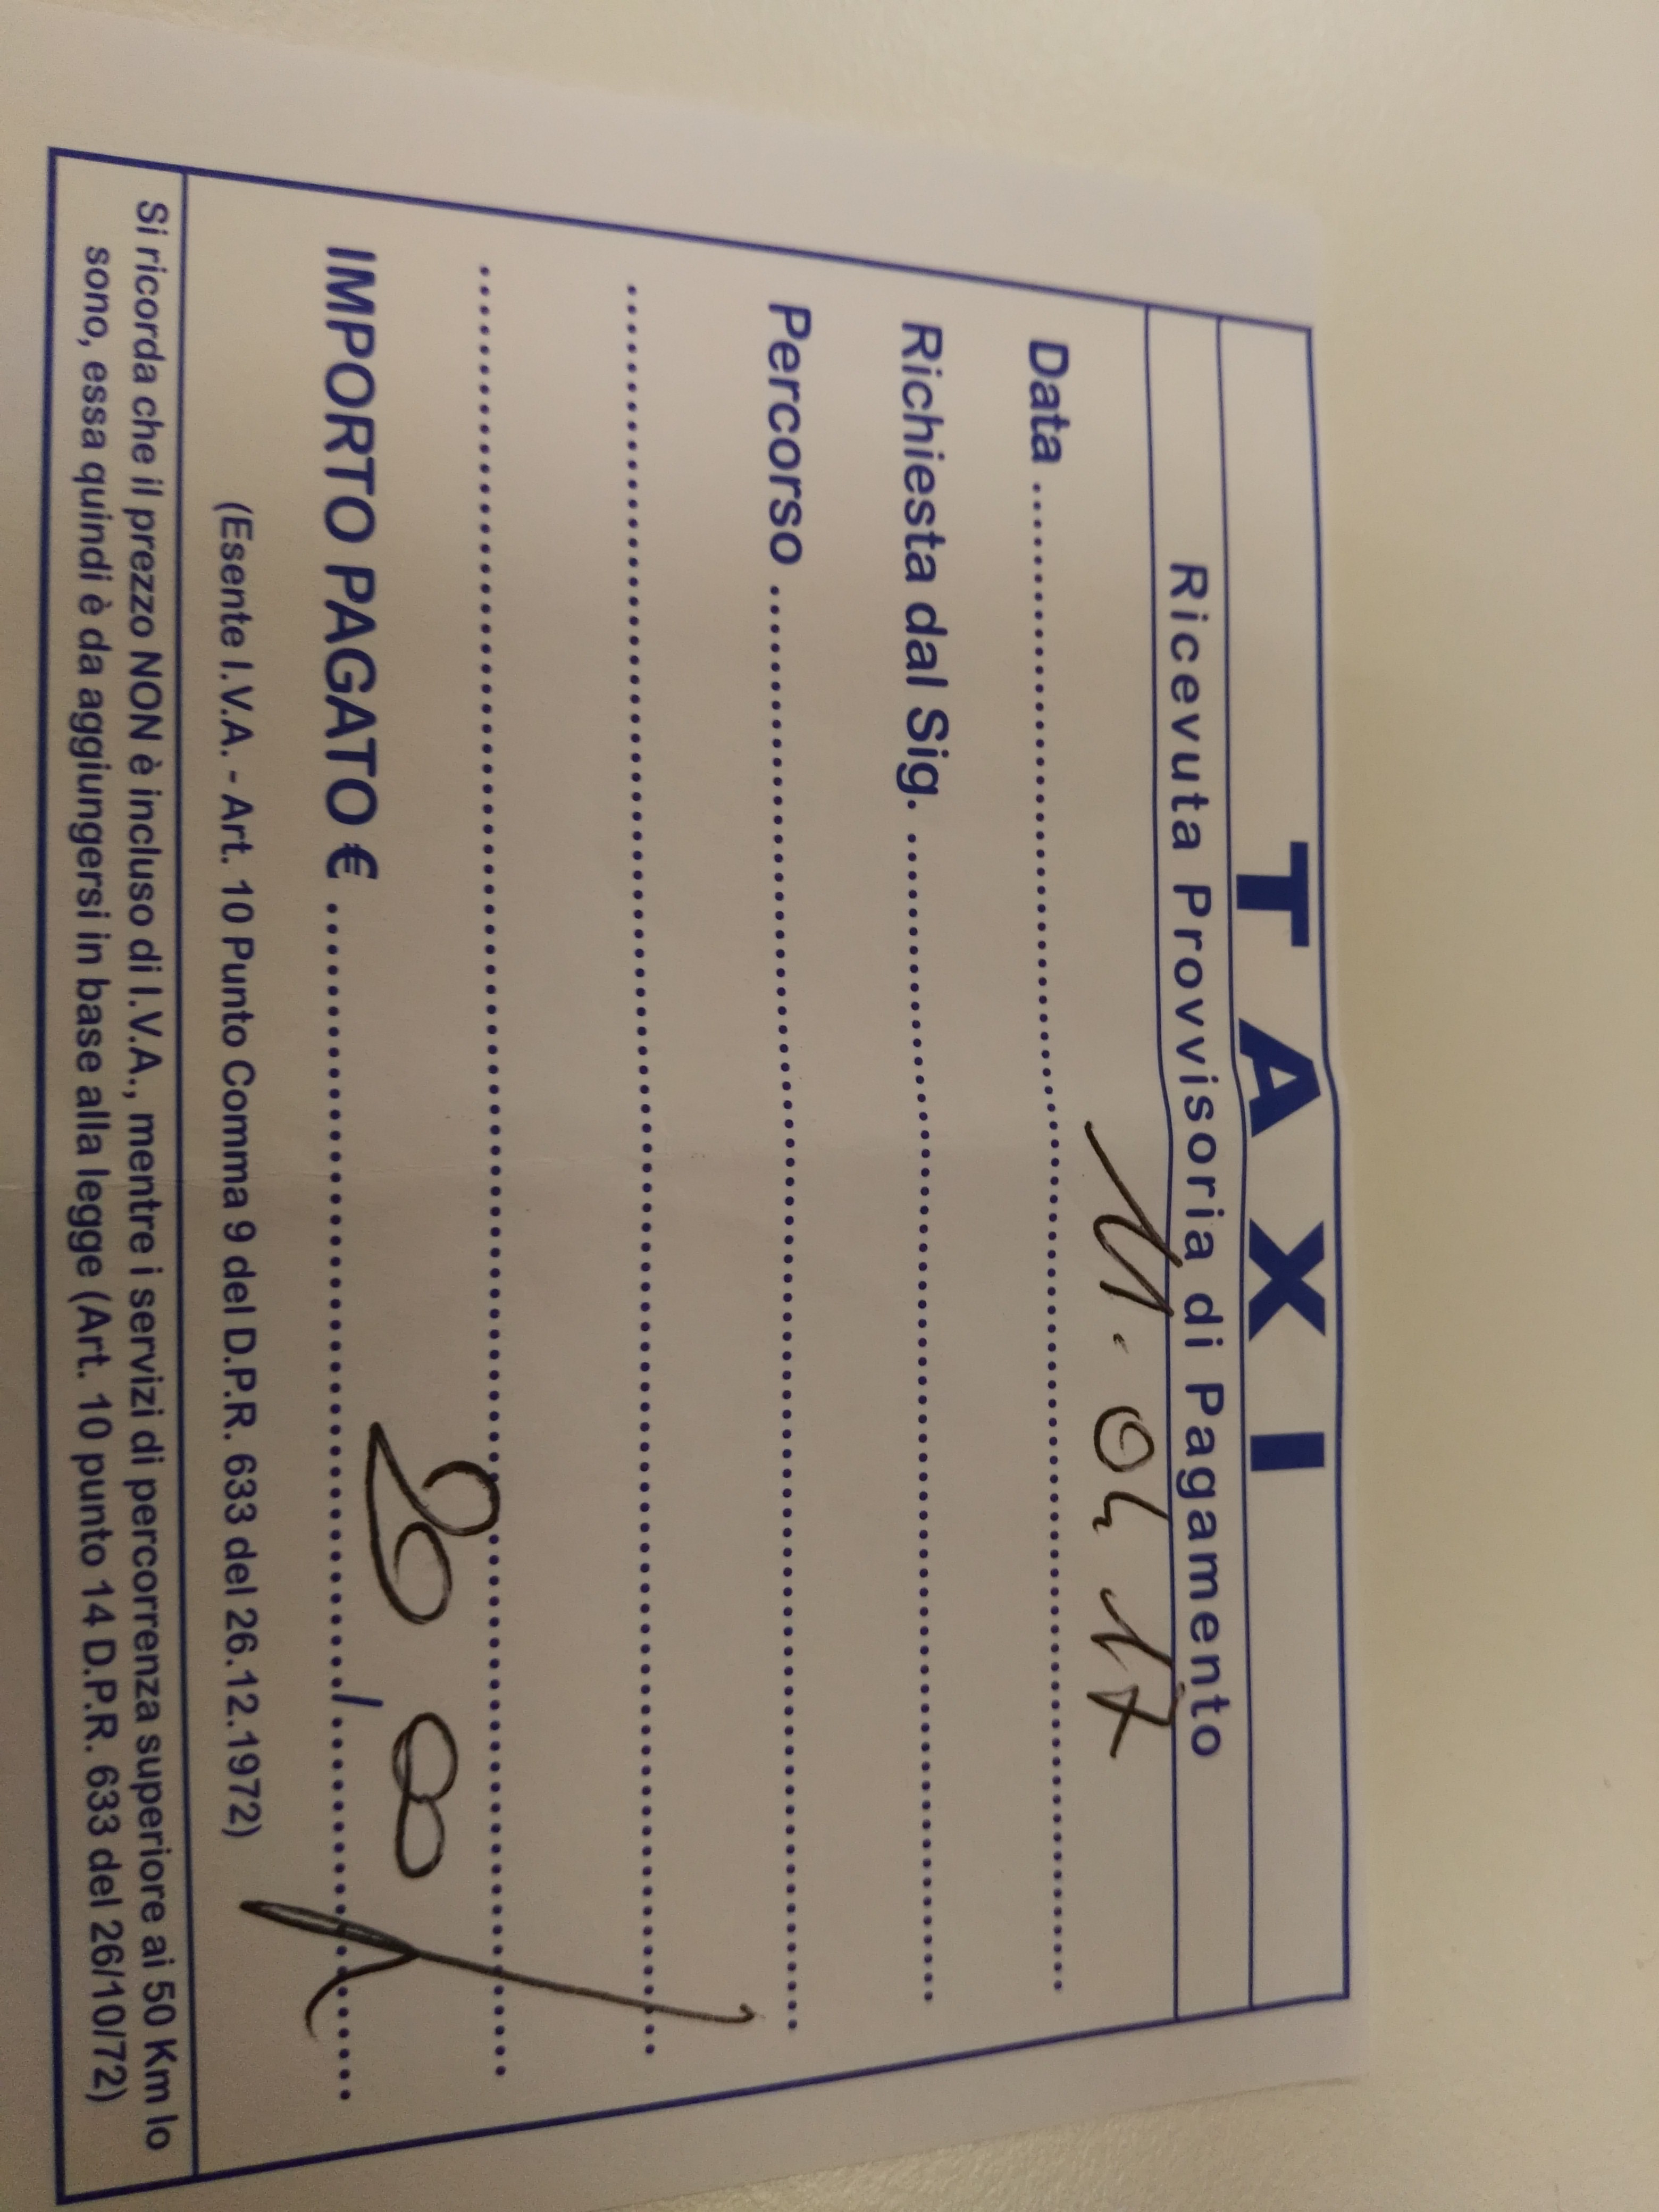 TAXI
Ricevuta Provvisoria di Pagamento
Data ........ 11.04.17
Richiesta dal Sig. ........
Percorso ........
........
........
IMPORTO PAGATO € ........ 20/00
(Esente I.V.A. - Art. 10 Punto Comma 9 del D.P.R. 633 del 26.12.1972)
Si ricorda che il prezzo NON è incluso di I.V.A., mentre i servizi di percorrenza superiore ai 50 Km lo
sono, essa quindi è da aggiungersi in base alla legge (Art. 10 punto 14 D.P.R. 633 del 26/10/72)